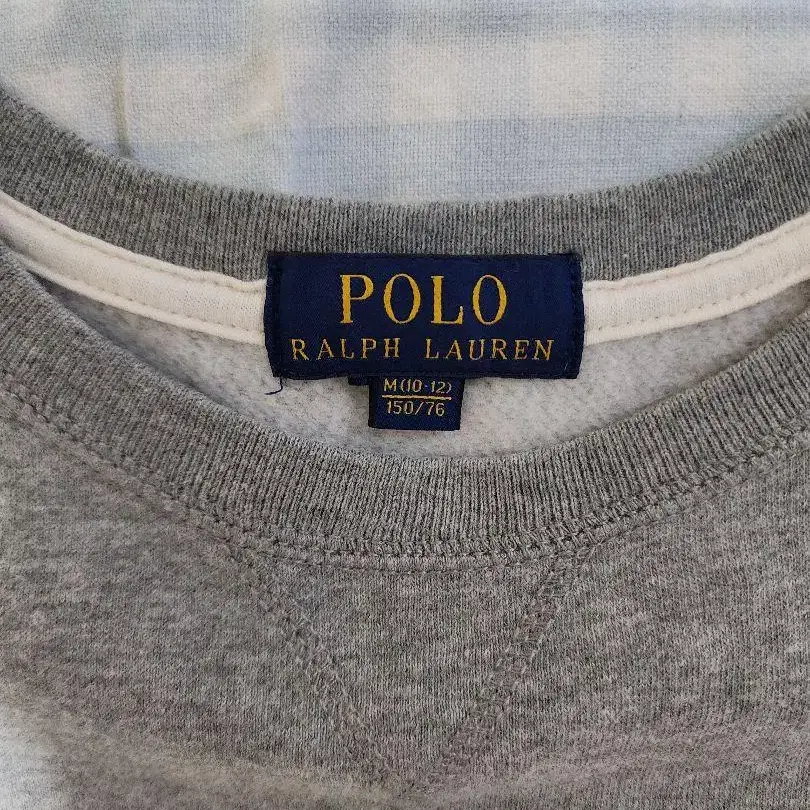 POLO
RALPH LAUREN
M(10-12)
150/76